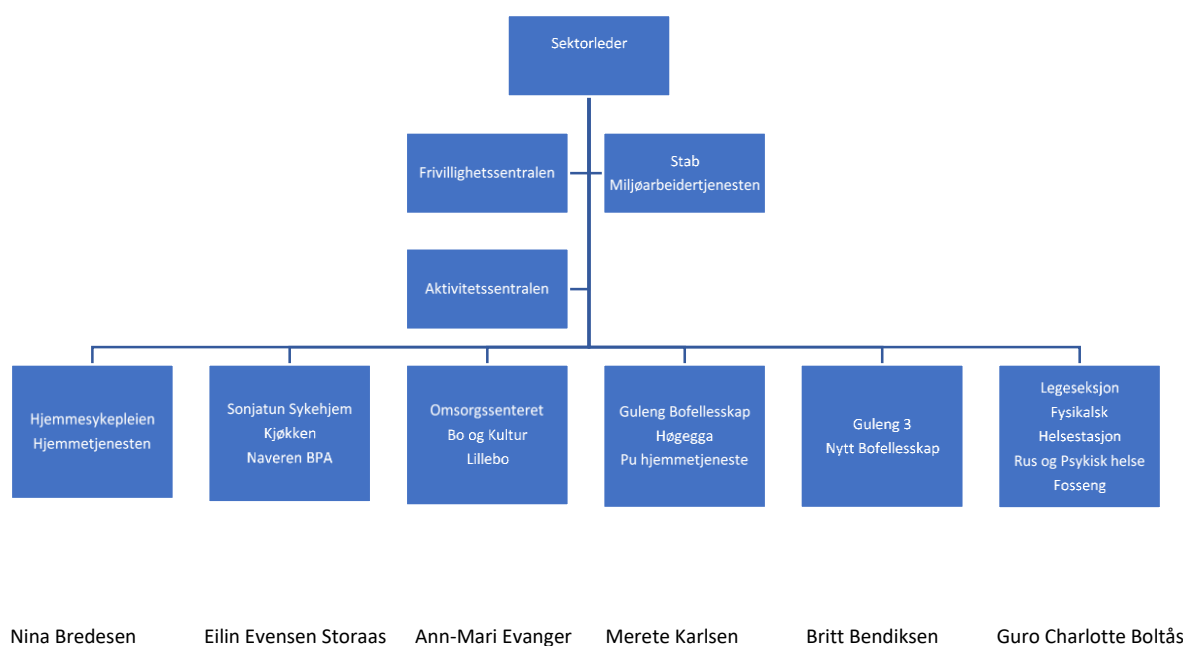 Sektorleder
Frivillighetssentralen
Stab
Miljøarbeidertjenesten
Aktivitetssentralen
Hjemmesykepleien
Hjemmetjenesten
Sonjatun Sykehjem
Kjøkken
Naveren BPA
Omsorgssenteret
Bo og Kultur
Lillebo
Guleng Bofellesskap
Høgegga
Pu hjemmetjeneste
Guleng 3
Nytt Bofellesskap
Legeseksjon
Fysikalsk
Helsestasjon
Rus og Psykisk helse
Fosseng
Nina Bredesen
Eilin Evensen Storaas
Ann-Mari Evanger
Merete Karlsen
Britt Bendiksen
Guro Charlotte Boltås